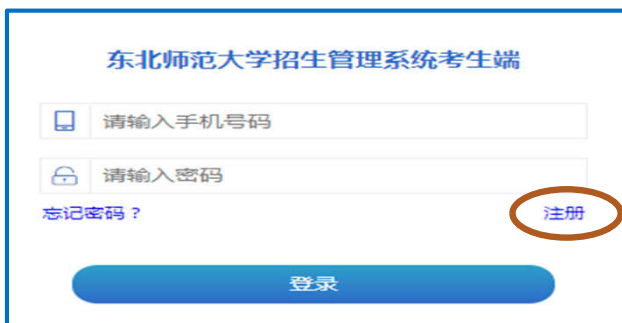 东北师范大学招生管理系统考生端
请输入手机号码
请输入密码
忘记密码？ 注册
登录